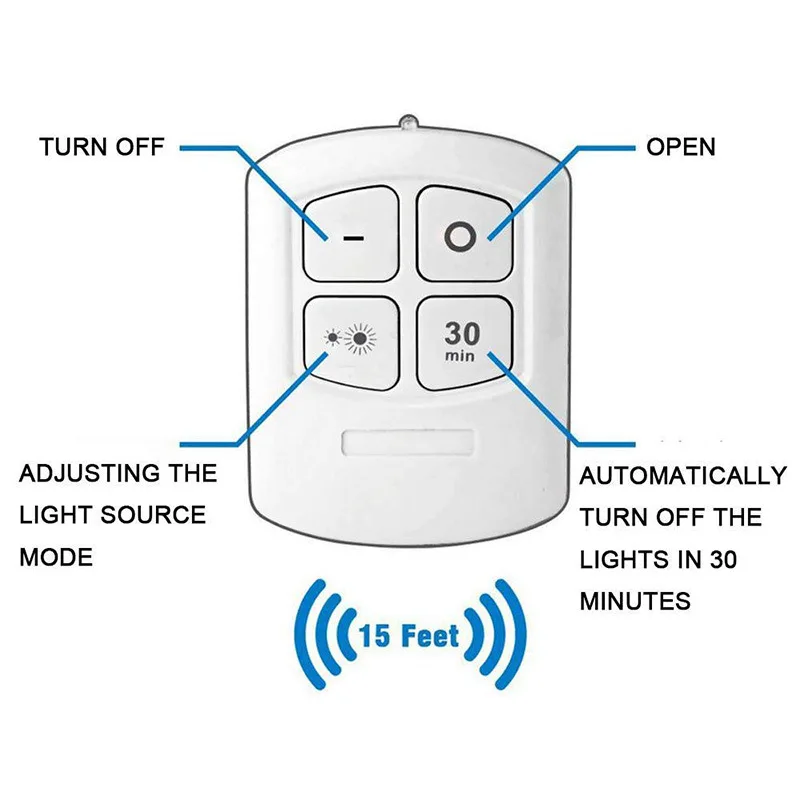 TURN OFF
OPEN
30
min
ADJUSTING THE
LIGHT SOURCE
MODE
AUTOMATICALLY
TURN OFF THE
LIGHTS IN 30
MINUTES
15 Feet